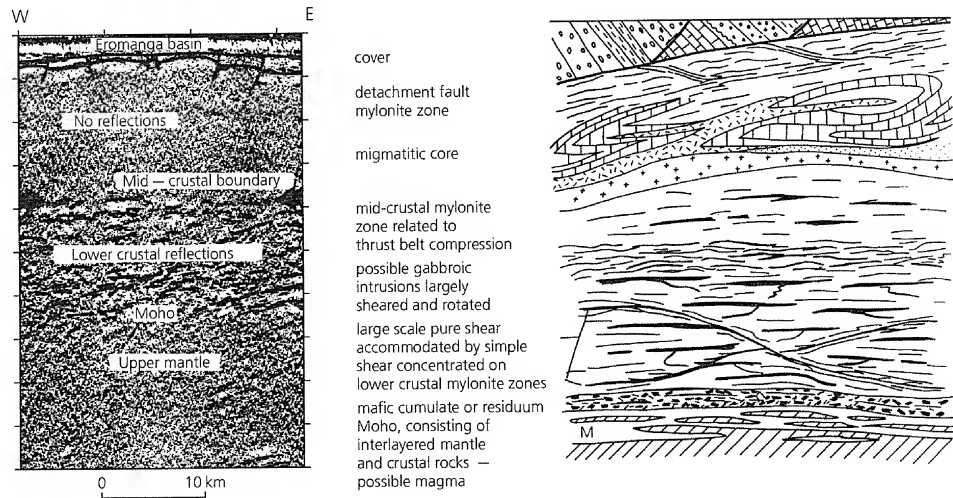 W E
Eromanga basin
No reflections
Mid — crustal boundary
Lower crustal reflections
Moho
Upper mantle
0 10 km
cover
detachment fault
mylonite zone
migmatitic core
mid-crustal mylonite
zone related to
thrust belt compression
possible gabbroic
intrusions largely
sheared and rotated
large scale pure shear
accommodated by simple
shear concentrated on
lower crustal mylonite zones
mafic cumulate or residuum
Moho, consisting of
interlayered mantle
and crustal rocks —
possible magma
M